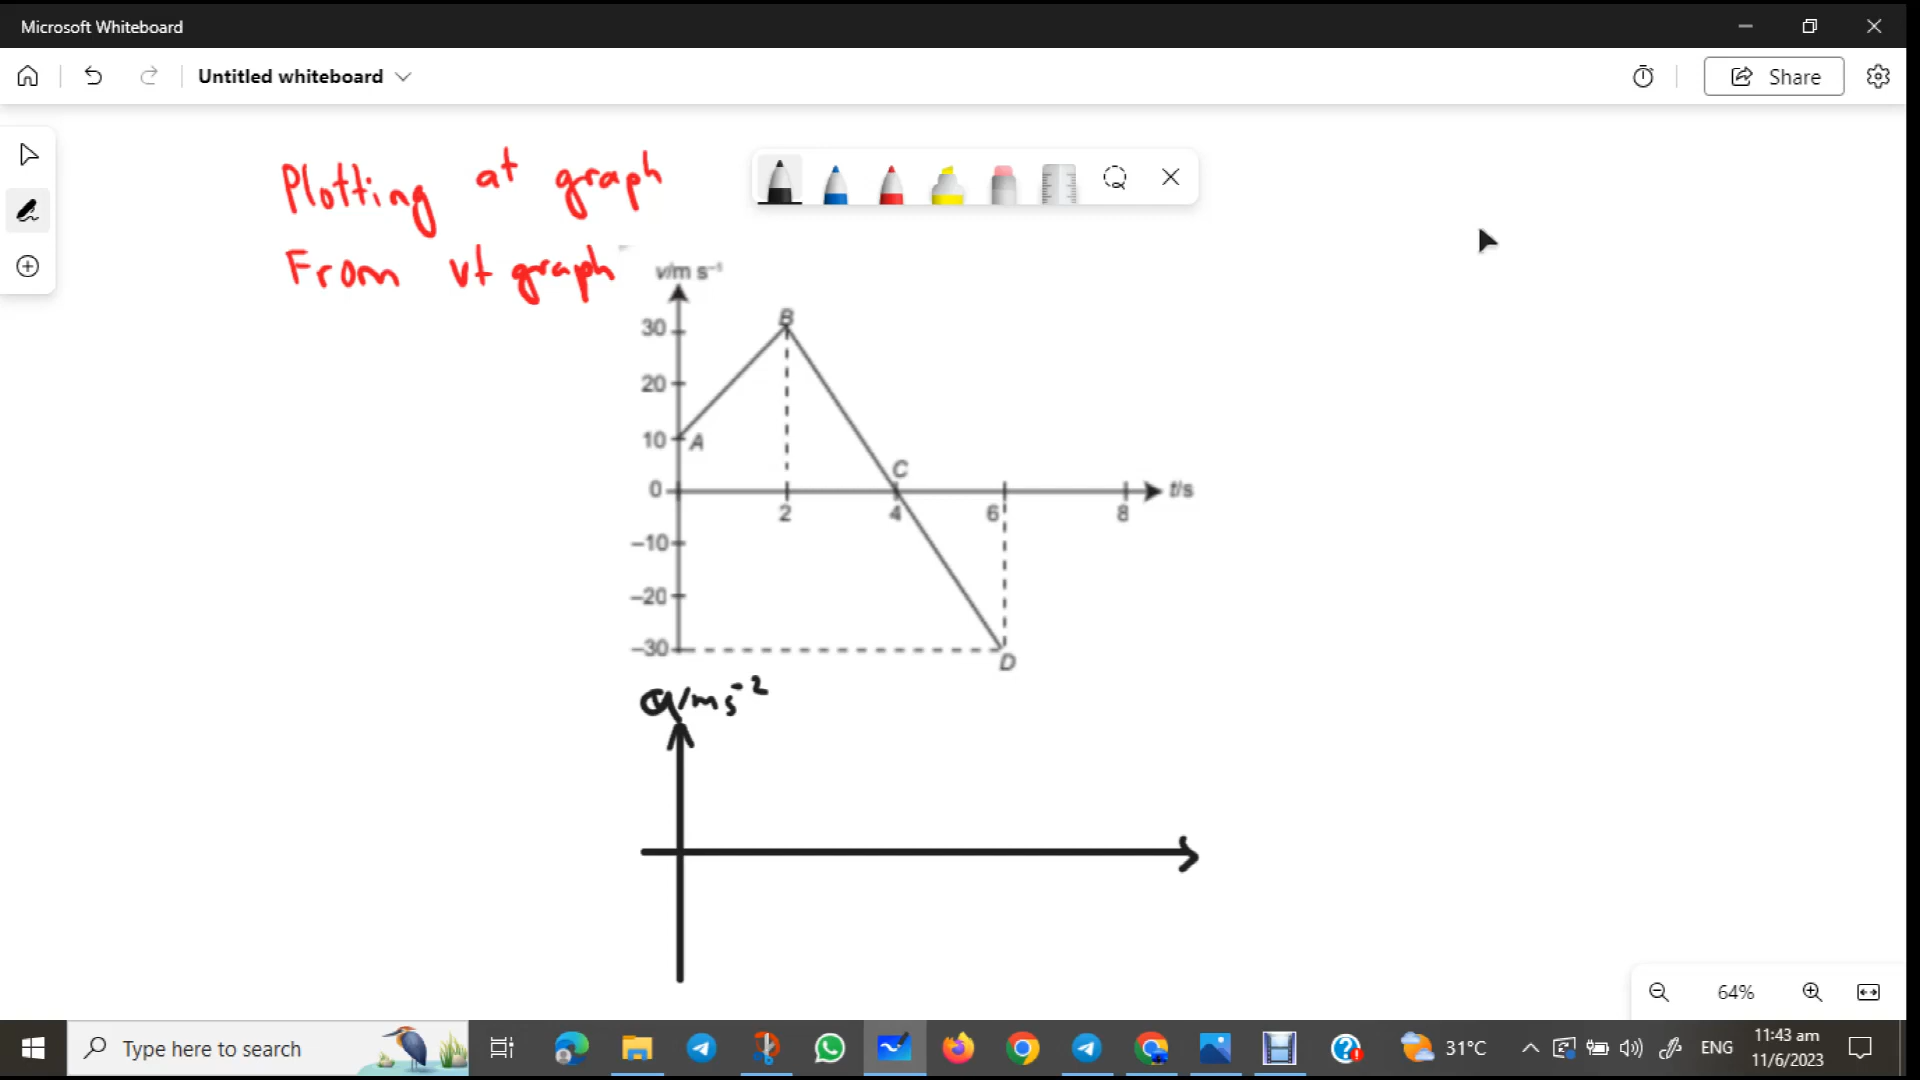 Microsoft Whiteboard
Untitled whiteboard
Share
Plotting at graph
From vt graph
v/m s⁻¹
B
30
20
10
A
C
0
t/s
2
4
6
8
–10
–20
–30
D
a/ms⁻²
64%
Type here to search
31°C
ENG
11:43 am
11/6/2023